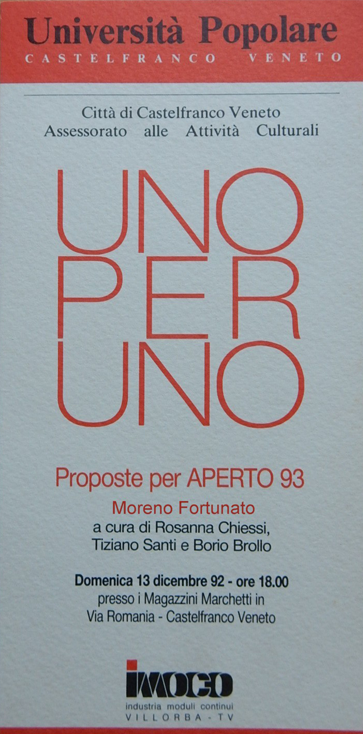 Università Popolare
CASTELFRANCO VENETO
Città di Castelfranco Veneto
Assessorato alle Attività Culturali
UNO
PER
UNO
Proposte per APERTO 93
Moreno Fortunato
a cura di Rosanna Chiessi,
Tiziano Santi e Borio Brollo
Domenica 13 dicembre 92 - ore 18.00
presso i Magazzini Marchetti in
Via Romania - Castelfranco Veneto
imoco
industria moduli continui
VILLORBA - TV